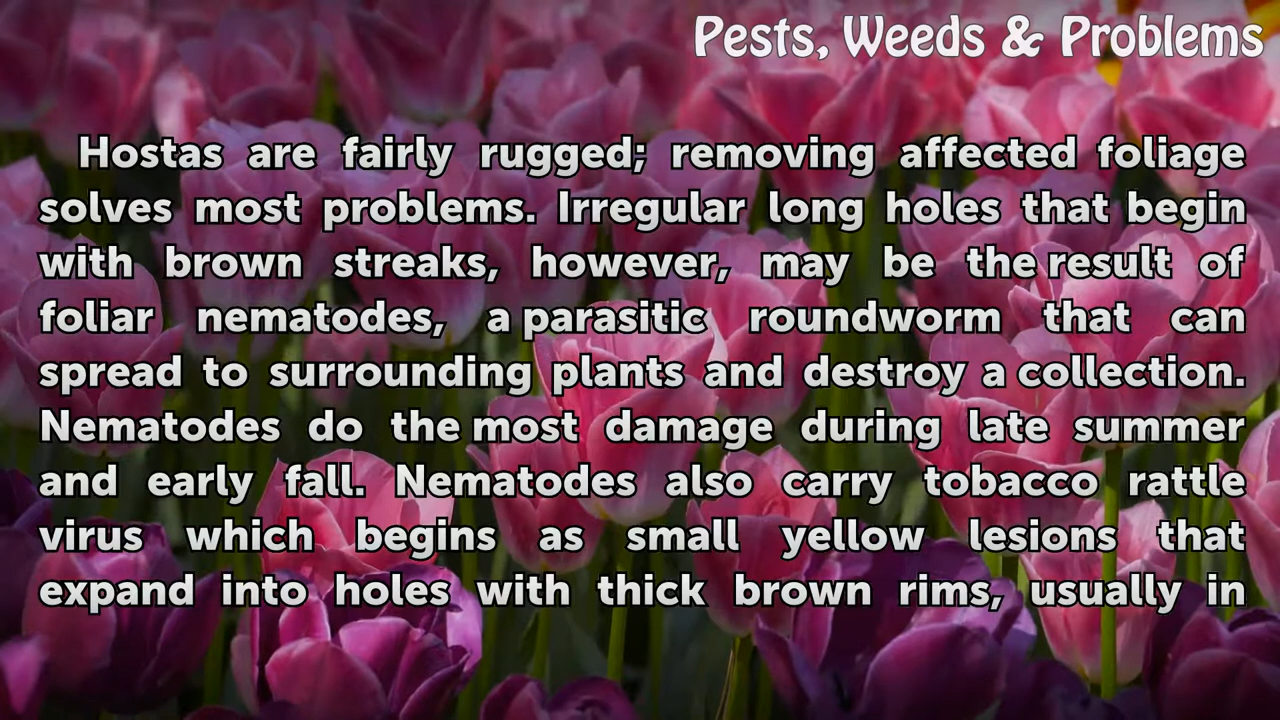 Pests, Weeds & Problems
Hostas are fairly rugged; removing affected foliage
solves most problems. Irregular long holes that begin
with brown streaks, however, may be the result of
foliar nematodes, a parasitic roundworm that can
spread to surrounding plants and destroy a collection.
Nematodes do the most damage during late summer
and early fall. Nematodes also carry tobacco rattle
virus which begins as small yellow lesions that
expand into holes with thick brown rims, usually in